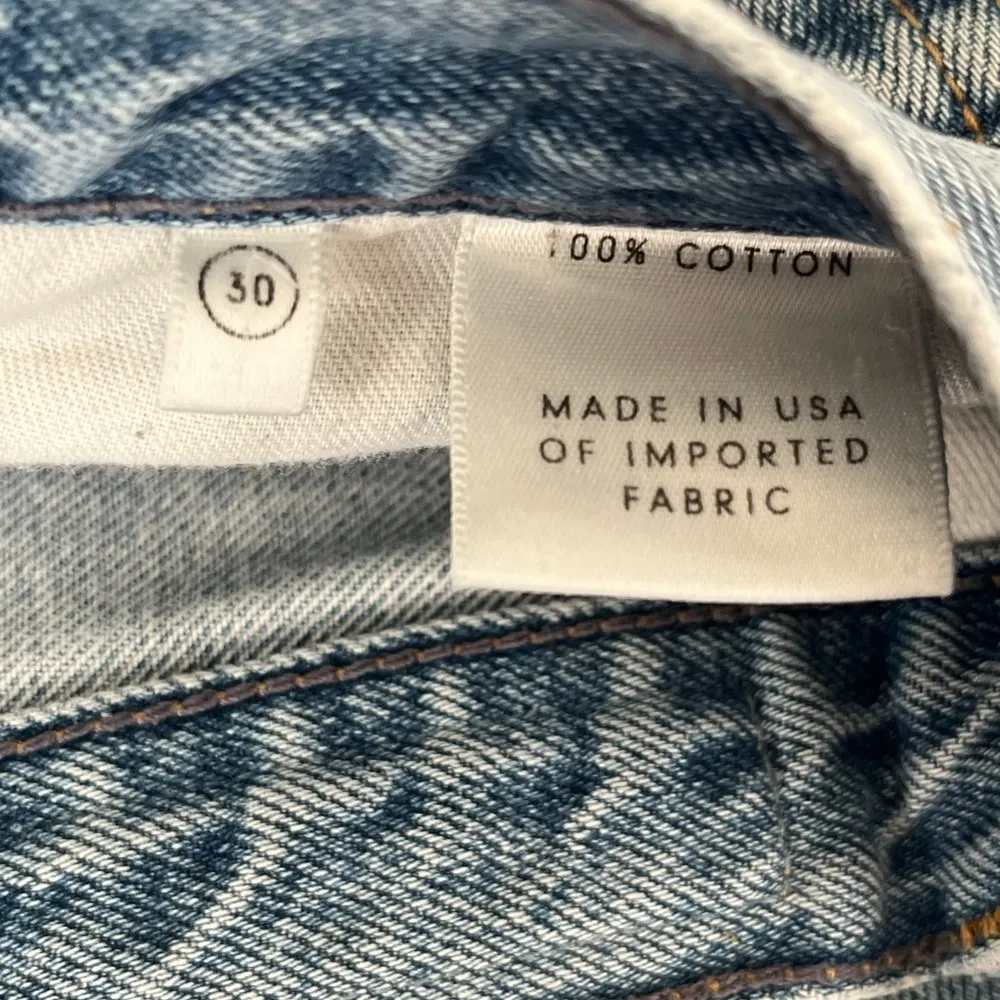 30
100% COTTON
MADE IN USA
OF IMPORTED
FABRIC